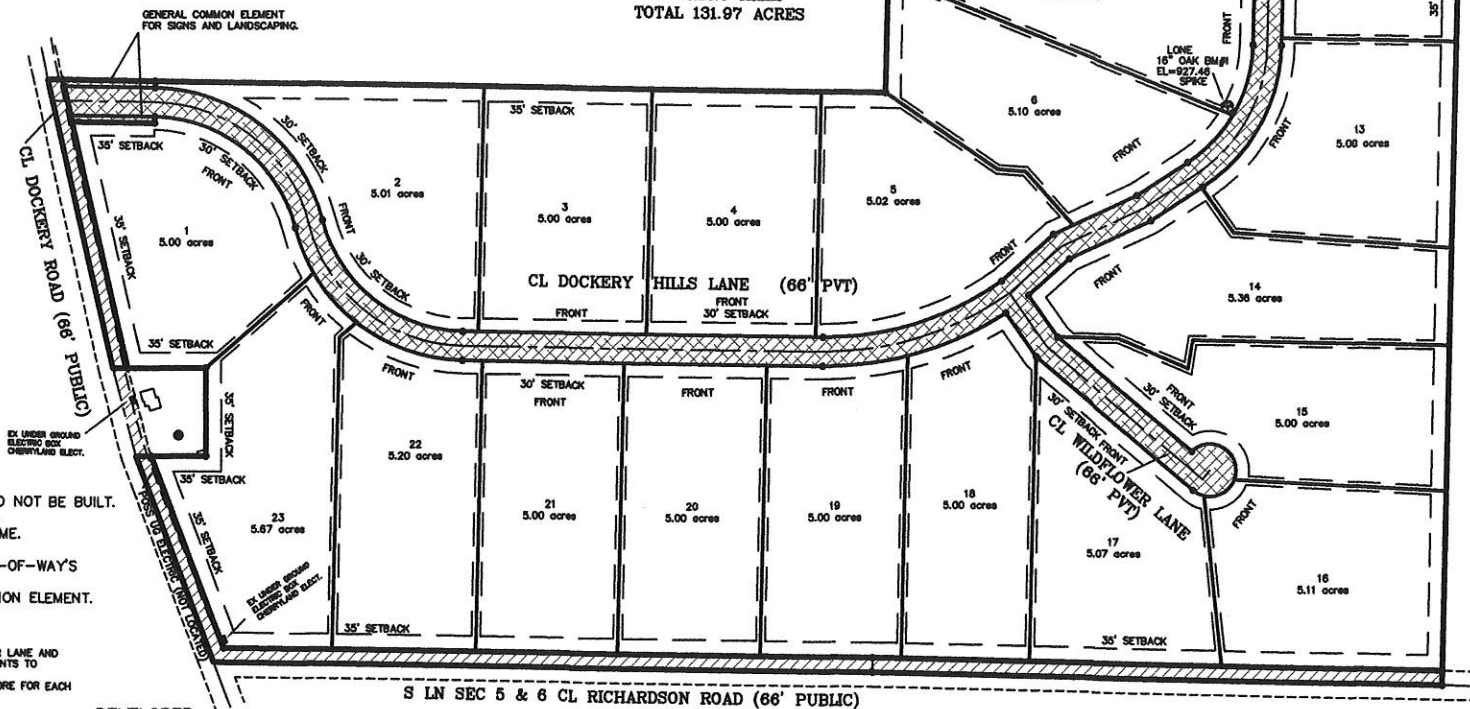 TOTAL 131.97 ACRES
GENERAL COMMON ELEMENT
FOR SIGNS AND LANDSCAPING.
FRONT
35'
LONE
16" OAK BM#1
EL=927.46
SPIKE
6
5.10 acres
FRONT
FRONT
13
5.00 acres
35' SETBACK
30' SETBACK
FRONT
30' SETBACK
2
5.01 acres
FRONT
30' SETBACK
35' SETBACK
3
5.00 acres
4
5.00 acres
5
5.02 acres
FRONT
CL DOCKERY ROAD (66' PUBLIC)
35' SETBACK
1
5.00 acres
35' SETBACK
CL DOCKERY HILLS LANE (66' PVT)
FRONT
FRONT
30' SETBACK
FRONT
14
5.36 acres
FRONT
FRONT
30' SETBACK
FRONT
FRONT
FRONT
FRONT
30' SETBACK
15
5.00 acres
EX UNDER GROUND
ELECTRIC BOX
CHERRYLAND ELECT.
35' SETBACK
35' SETBACK
35' SETBACK
23
5.67 acres
22
5.20 acres
21
5.00 acres
20
5.00 acres
19
5.00 acres
18
5.00 acres
30' SETBACK FRONT
CL WILDFLOWER LANE
(66' PVT)
FRONT
17
5.07 acres
16
5.11 acres
POSS UG ELECTRIC (NOT LOCATED)
EX UNDER GROUND
ELECTRIC BOX
CHERRYLAND ELECT.
35' SETBACK
35' SETBACK
D NOT BE BUILT.
ME.
-OF-WAY'S
ION ELEMENT.
LANE AND
NTS TO
ORE FOR EACH
S LN SEC 5 & 6 CL RICHARDSON ROAD (66' PUBLIC)